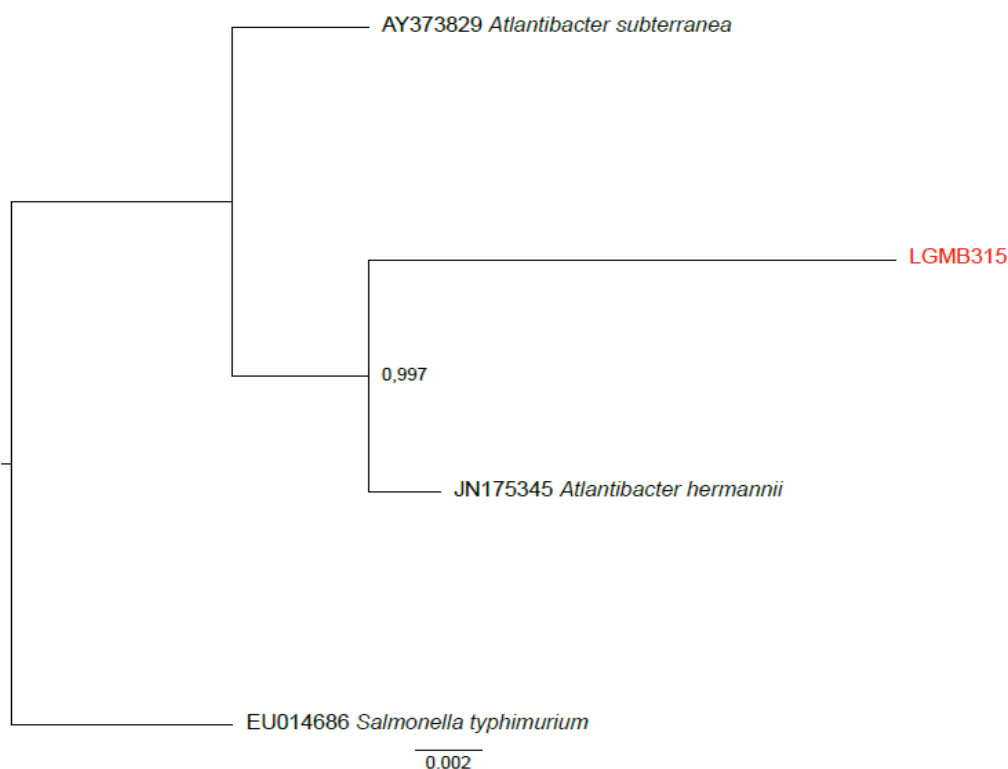 AY373829 Atlantibacter subterranea
LGMB315
0,997
JN175345 Atlantibacter hermannii
EU014686 Salmonella typhimurium
0.002